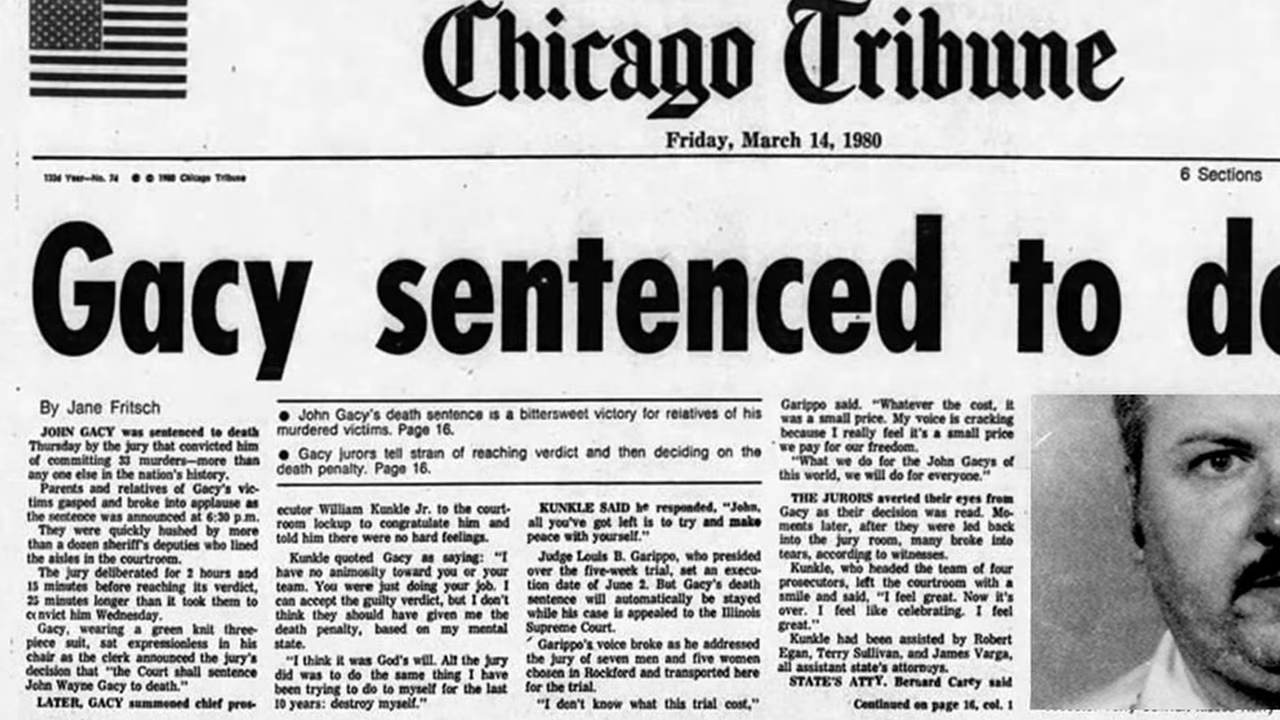 Chicago Tribune
Friday, March 14, 1980
133d Year—No. 74 © 1980 Chicago Tribune
6 Sections
Gacy sentenced to
By Jane Fritsch
JOHN GACY was sentenced to death
Thursday by the jury that convicted him
of committing 33 murders—more than
any one else in the nation's history.
Parents and relatives of Gacy's vic-
tims gasped and broke into applause as
the sentence was announced at 6:30 p.m.
They were quickly hushed by more
than a dozen sheriff's deputies who lined
the aisles in the courtroom.
The jury deliberated for 2 hours and
15 minutes before reaching its verdict,
25 minutes longer than it took them to
convict him Wednesday.
Gacy, wearing a green knit three-
piece suit, sat expressionless in his
chair as the clerk announced the jury's
decision that "the Court shall sentence
John Wayne Gacy to death."
LATER, GACY summoned chief pros-
● John Gacy's death sentence is a bittersweet victory for relatives of his
murdered victims. Page 16.
● Gacy jurors tell strain of reaching verdict and then deciding on the
death penalty. Page 16.
ecutor William Kunkle Jr. to the court-
room lockup to congratulate him and
told him there were no hard feelings.
Kunkle quoted Gacy as saying: "I
have no animosity toward you or your
team. You were just doing your job. I
can accept the guilty verdict, but I don't
think they should have given me the
death penalty, based on my mental
state.
"I think it was God's will. All the jury
did was to do the same thing I have
been trying to do to myself for the last
10 years: destroy myself."
KUNKLE SAID he responded, "John,
all you've got left is to try and make
peace with yourself."
Judge Louis B. Garippo, who presided
over the five-week trial, set an execu-
tion date of June 2. But Gacy's death
sentence will automatically be stayed
while his case is appealed to the Illinois
Supreme Court.
Garippo's voice broke as he addressed
the jury of seven men and five women
chosen in Rockford and transported here
for the trial.
"I don't know what this trial cost,"
Garippo said. "Whatever the cost, it
was a small price. My voice is cracking
because I really feel it's a small price
we pay for our freedom.
"What we do for the John Gacys of
this world, we will do for everyone."
THE JURORS averted their eyes from
Gacy as their decision was read. Mo-
ments later, after they were led back
into the jury room, many broke into
tears, according to witnesses.
Kunkle, who headed the team of four
prosecutors, left the courtroom with a
smile and said, "I feel great. Now it's
over. I feel like celebrating. I feel
great."
Kunkle had been assisted by Robert
Egan, Terry Sullivan, and James Varga,
all assistant state's attorneys.
STATE'S ATTY. Bernard Carey said
Continued on page 16, col. 1